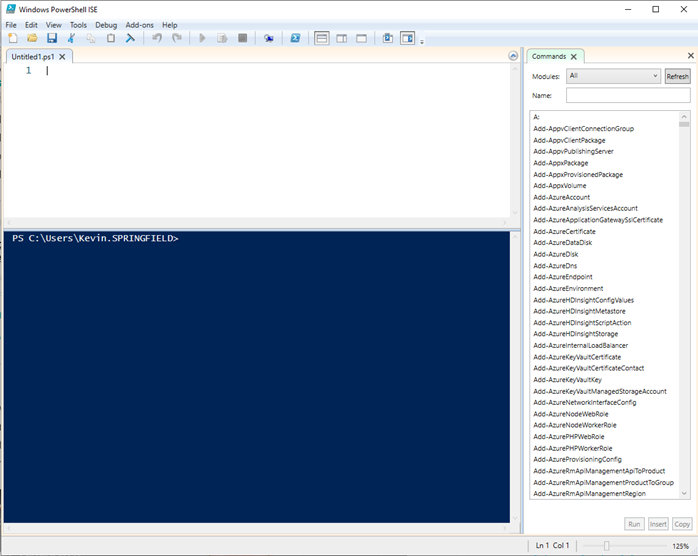 Windows PowerShell ISE
File Edit View Tools Debug Add-ons Help
Untitled1.ps1
1
PS C:\Users\Kevin.SPRINGFIELD>
Commands
Modules: All Refresh
Name:
A:
Add-AppvClientConnectionGroup
Add-AppvClientPackage
Add-AppvPublishingServer
Add-AppxPackage
Add-AppxProvisionedPackage
Add-AppxVolume
Add-AzureAccount
Add-AzureAnalysisServicesAccount
Add-AzureApplicationGatewaySslCertificate
Add-AzureCertificate
Add-AzureDataDisk
Add-AzureDisk
Add-AzureDns
Add-AzureEndpoint
Add-AzureEnvironment
Add-AzureHDInsightConfigValues
Add-AzureHDInsightMetastore
Add-AzureHDInsightScriptAction
Add-AzureHDInsightStorage
Add-AzureInternalLoadBalancer
Add-AzureKeyVaultCertificate
Add-AzureKeyVaultCertificateContact
Add-AzureKeyVaultKey
Add-AzureKeyVaultManagedStorageAccount
Add-AzureNetworkInterfaceConfig
Add-AzureNodeWebRole
Add-AzureNodeWorkerRole
Add-AzurePHPWebRole
Add-AzurePHPWorkerRole
Add-AzureProvisioningConfig
Add-AzureRmApiManagementApiToProduct
Add-AzureRmApiManagementProductToGroup
Add-AzureRmApiManagementRegion
Run Insert Copy
Ln 1 Col 1 125%